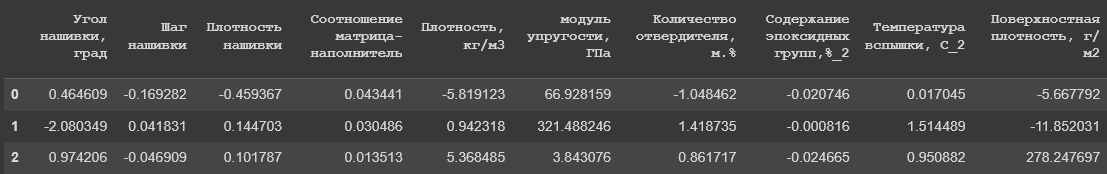 Угол нашивки, град Шаг нашивки Плотность нашивки Соотношение матрица-наполнитель Плотность, кг/м3 модуль упругости, ГПа Количество отвердителя, м.% Содержание эпоксидных групп,%_2 Температура вспышки, С_2 Поверхностная плотность, г/м2
0 0.464609 -0.169282 -0.459367 0.043441 -5.819123 66.928159 -1.048462 -0.020746 0.017045 -5.667792
1 -2.080349 0.041831 0.144703 0.030486 0.942318 321.488246 1.418735 -0.000816 1.514489 -11.852031
2 0.974206 -0.046909 0.101787 0.013513 5.368485 3.843076 0.861717 -0.024665 0.950882 278.247697